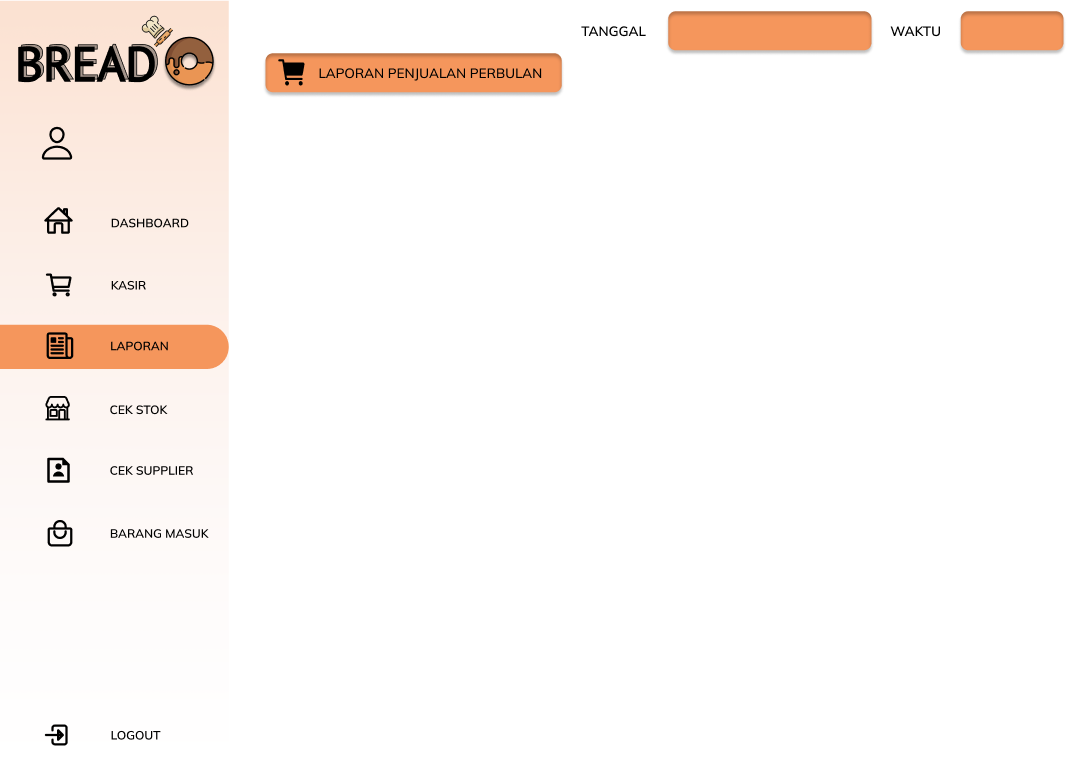 BREAD
TANGGAL
WAKTU
LAPORAN PENJUALAN PERBULAN
DASHBOARD
KASIR
LAPORAN
CEK STOK
CEK SUPPLIER
BARANG MASUK
LOGOUT